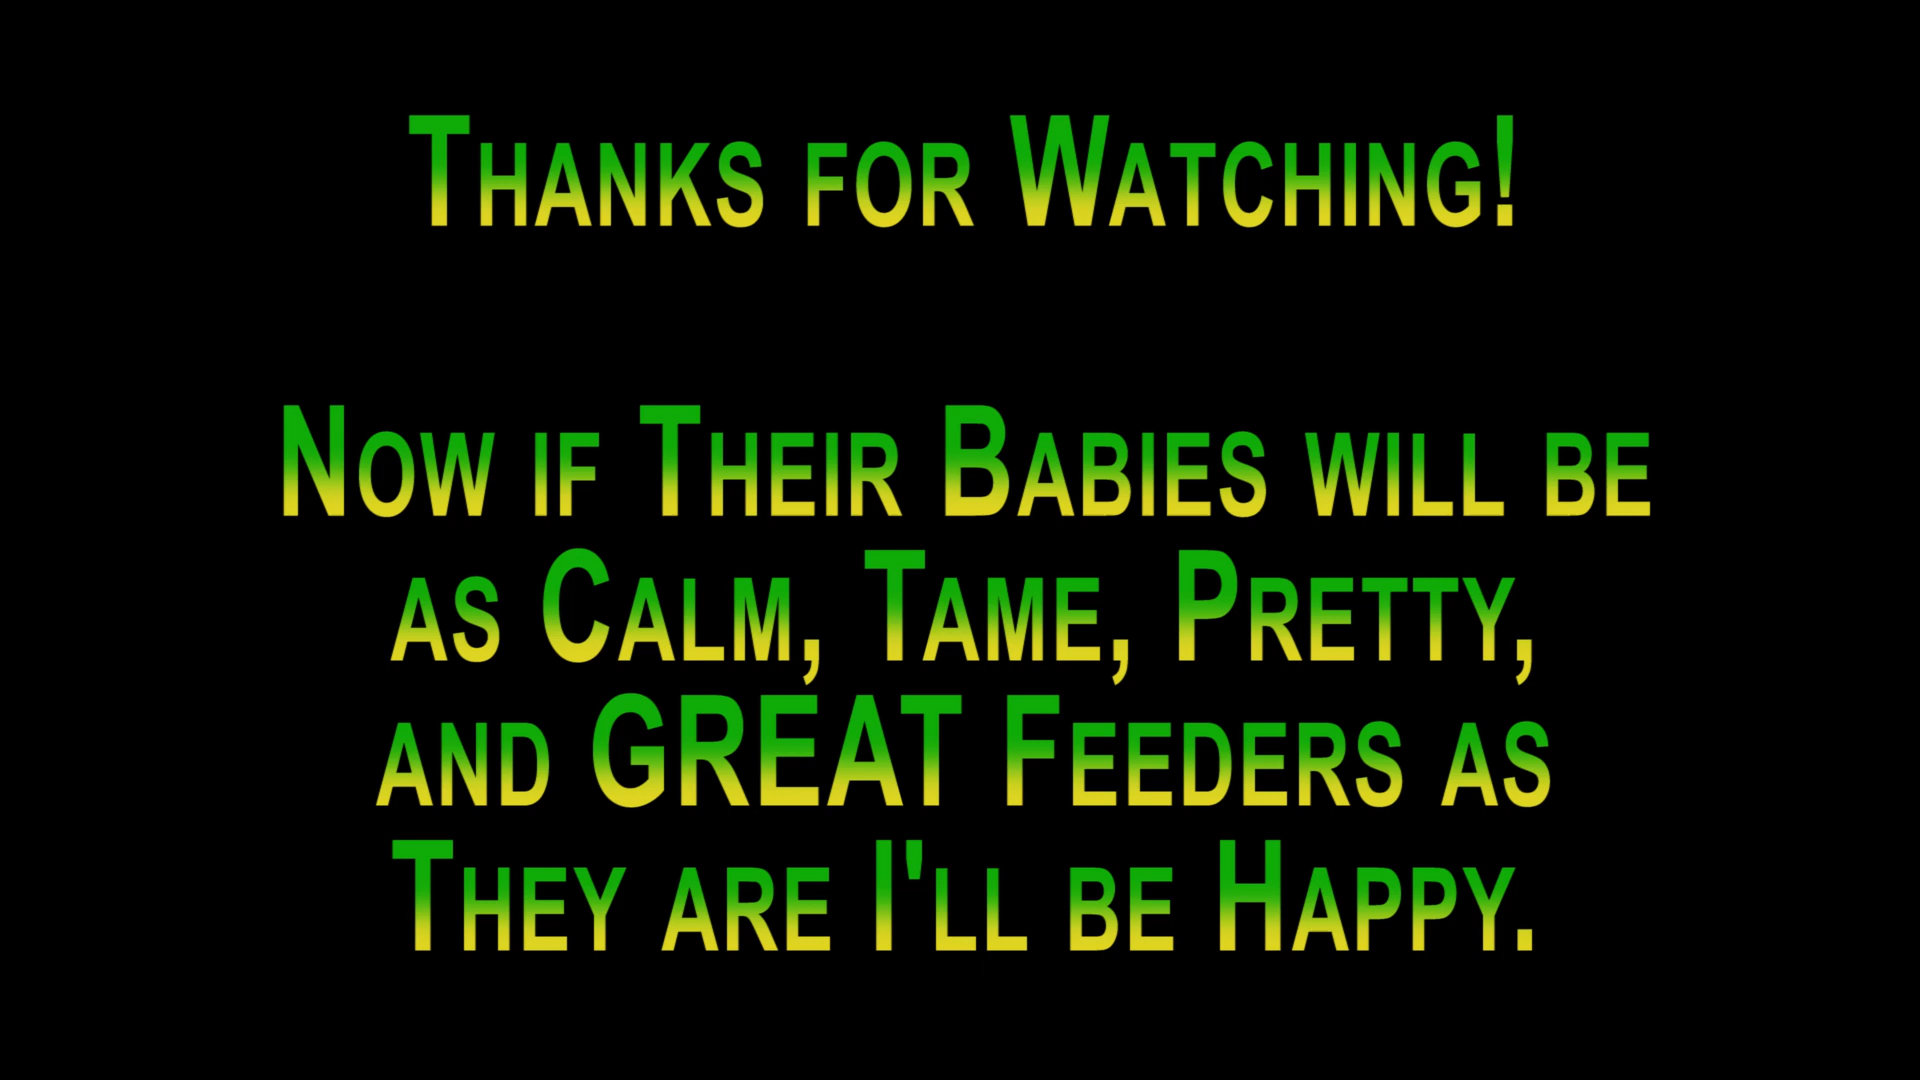 Thanks for Watching!
Now if Their Babies will be
as Calm, Tame, Pretty,
and GREAT Feeders as
They are I'll be Happy.